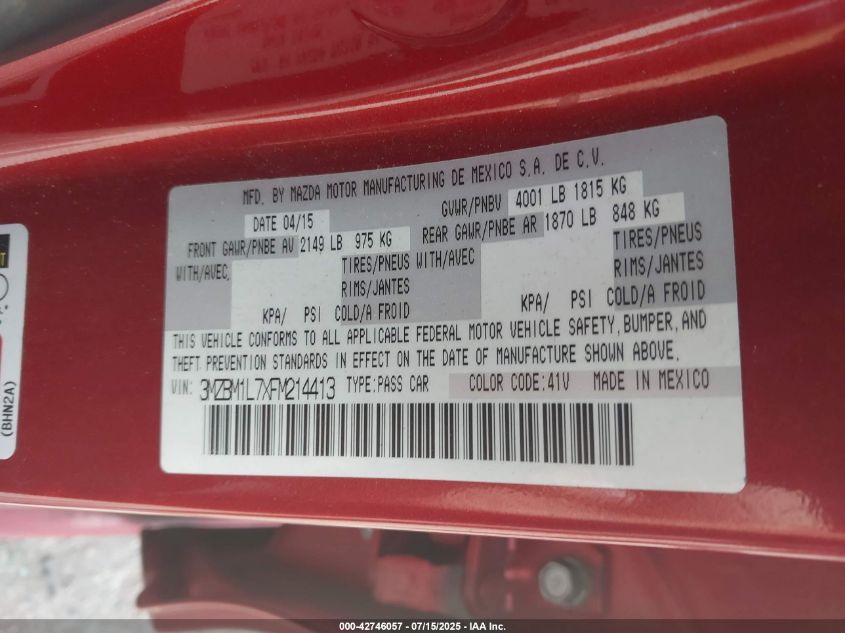 MFD. BY MAZDA MOTOR MANUFACTURING DE MEXICO S.A. DE C.V.
DATE 04/15 GVWR/PNBV 4001 LB 1815 KG
FRONT GAWR/PNBE AV 2149 LB 975 KG REAR GAWR/PNBE AR 1870 LB 848 KG
WITH/AVEC TIRES/PNEUS WITH/AVEC TIRES/PNEUS
RIMS/JANTES RIMS/JANTES
KPA/ PSI COLD/A FROID KPA/ PSI COLD/A FROID
THIS VEHICLE CONFORMS TO ALL APPLICABLE FEDERAL MOTOR VEHICLE SAFETY, BUMPER, AND
THEFT PREVENTION STANDARDS IN EFFECT ON THE DATE OF MANUFACTURE SHOWN ABOVE.
VIN: 3MZBM1L7XFM214413 TYPE:PASS CAR COLOR CODE:41V MADE IN MEXICO
(BHN2A)
000-42746057 - 07/15/2025 - IAA Inc.